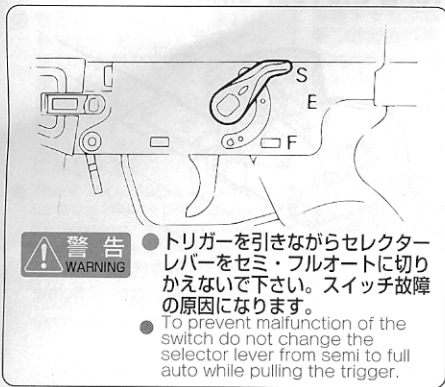 S
E
F
警告
WARNING
● トリガーを引きながらセレクター
レバーをセミ・フルオートに切り
かえないで下さい。スイッチ故障
の原因になります。
● To prevent malfunction of the
switch do not change the
selector lever from semi to full
auto while pulling the trigger.